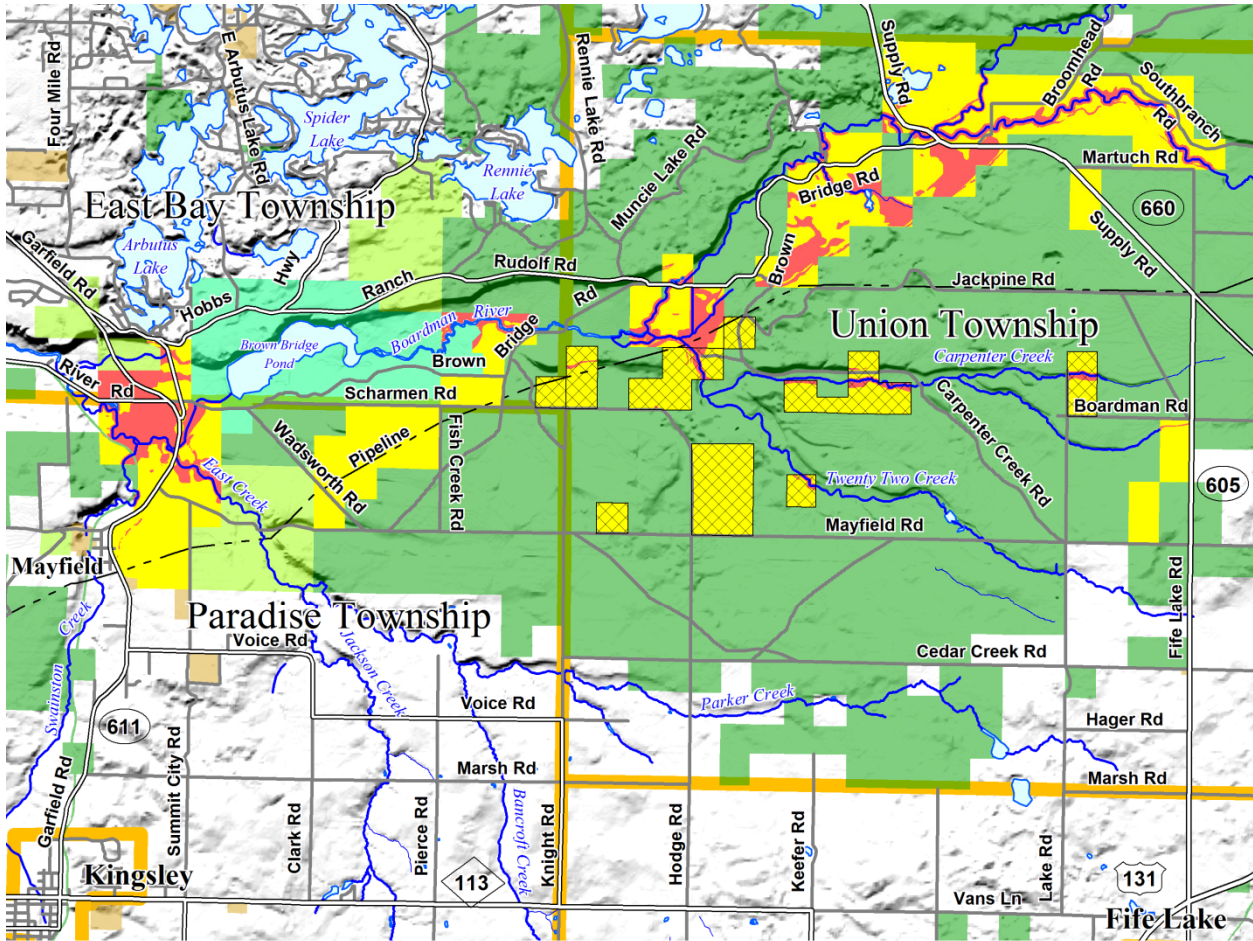 Four Mile Rd
E Arbutus Lake Rd
Spider
Lake
Rennie
Lake
Rennie Lake Rd
Muncie Lake Rd
Supply Rd
Broomhead
Rd
Southbranch
Rd
Martuch Rd
660
Supply Rd
East Bay Township
Arbutus
Lake
Garfield Rd
Hobbs
Hwy
Ranch
Rudolf Rd
Rd
Brown
Bridge Rd
Jackpine Rd
Union Township
Boardman
River
Brown Bridge
Pond
Brown
Bridge
Carpenter Creek
River
Rd
Scharmen Rd
Boardman Rd
Wadsworth Rd
Pipeline
Fish Creek Rd
Carpenter Creek Rd
East Creek
Twenty Two Creek
605
Mayfield Rd
Mayfield
Fife Lake Rd
Creek
Swainston
Paradise Township
Voice Rd
Jackson Creek
Cedar Creek Rd
Parker Creek
Voice Rd
611
Hager Rd
Marsh Rd
Marsh Rd
Garfield Rd
Summit City Rd
Clark Rd
Pierce Rd
Bancroft Creek
Knight Rd
Hodge Rd
Keefer Rd
Lake Rd
Kingsley
113
131
Vans Ln
Fife Lake